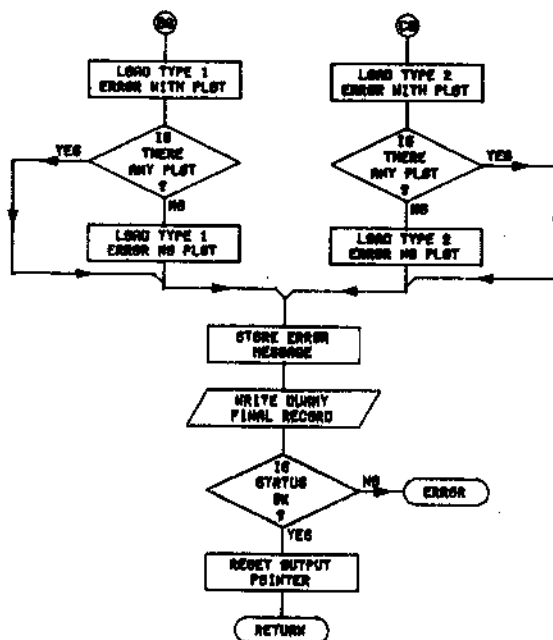 LOAD TYPE 1
ERROR WITH PLOT
LOAD TYPE 2
ERROR WITH PLOT
IS
THERE
ANY PLOT
?
YES
NO
IS
THERE
ANY PLOT
?
YES
NO
LOAD TYPE 1
ERROR NO PLOT
LOAD TYPE 2
ERROR NO PLOT
STORE ERROR
MESSAGE
WRITE DUMMY
FINAL RECORD
IS
STATUS
OK
?
NO
ERROR
YES
RESET OUTPUT
POINTER
RETURN